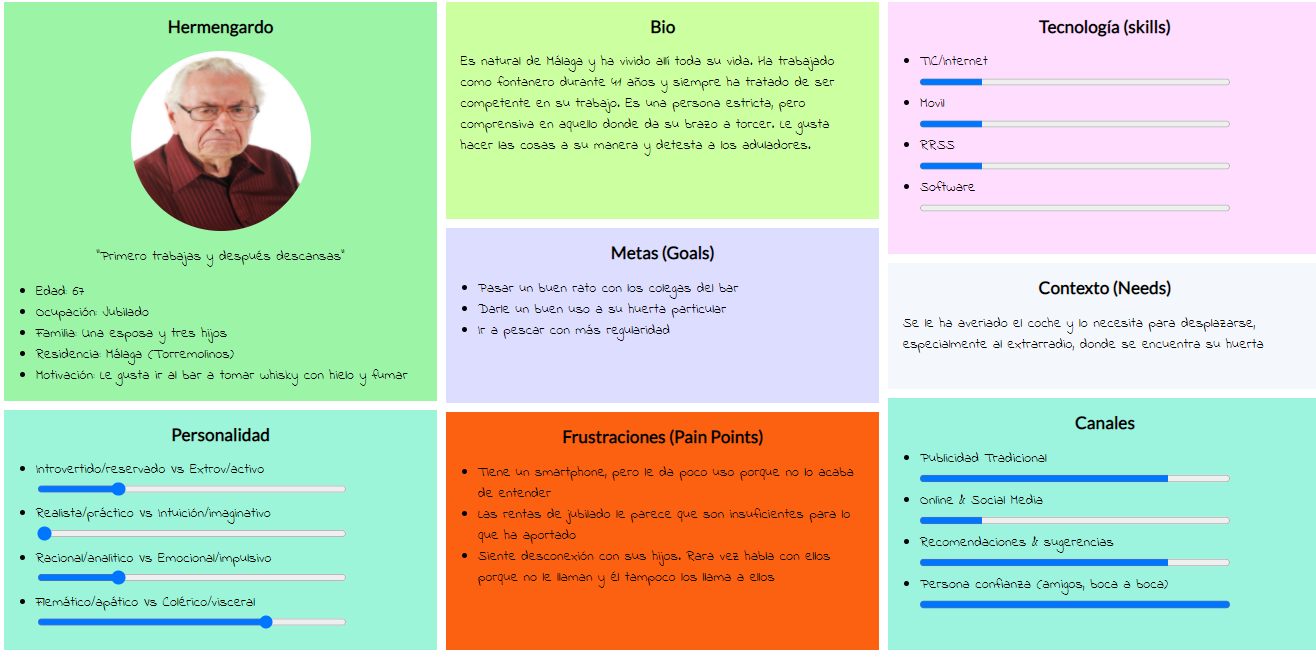 Hermengardo
"Primero trabajas y después descansas"
Edad: 67
Ocupación: Jubilado
Familia: Una esposa y tres hijos
Residencia: Málaga (Torremolinos)
Motivación: Le gusta ir al bar a tomar whisky con hielo y fumar
Personalidad
Introvertido/reservado vs Extrov/activo
Realista/práctico vs Intuición/imaginativo
Racional/analitico vs Emocional/impulsivo
Flemático/apático vs Colérico/visceral
Bio
Es natural de Málaga y ha vivido allí toda su vida. Ha trabajado
como fontanero durante 41 años y siempre ha tratado de ser
competente en su trabajo. Es una persona estricta, pero
comprensiva en aquello donde da su brazo a torcer. Le gusta
hacer las cosas a su manera y detesta a los aduladores.
Metas (Goals)
Pasar un buen rato con los colegas del bar
Darle un buen uso a su huerta particular
Ir a pescar con más regularidad
Frustraciones (Pain Points)
Tiene un smartphone, pero le da poco uso porque no lo acaba
de entender
Las rentas de jubilado le parece que son insuficientes para lo
que ha aportado
Siente desconexión con sus hijos. Rara vez habla con ellos
porque no le llaman y él tampoco los llama a ellos
Tecnología (skills)
TIC/Internet
Movil
RRSS
Software
Contexto (Needs)
Se le ha averiado el coche y lo necesita para desplazarse,
especialmente al extrarradio, donde se encuentra su huerta
Canales
Publicidad Tradicional
Online & Social Media
Recomendaciones & sugerencias
Persona confianza (amigos, boca a boca)